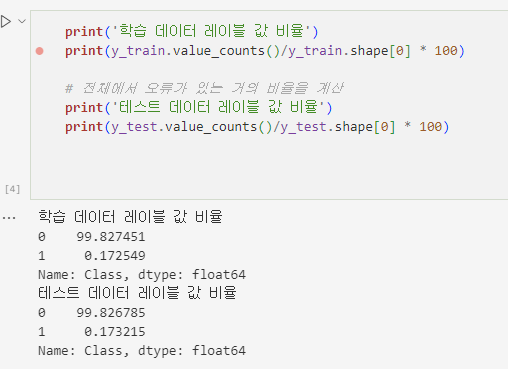 print('학습 데이터 레이블 값 비율')
print(y_train.value_counts()/y_train.shape[0] * 100)
# 전체에서 오류가 있는 거의 비율을 계산
print('테스트 데이터 레이블 값 비율')
print(y_test.value_counts()/y_test.shape[0] * 100)
[4]
...
학습 데이터 레이블 값 비율
0    99.827451
1     0.172549
Name: Class, dtype: float64
테스트 데이터 레이블 값 비율
0    99.826785
1     0.173215
Name: Class, dtype: float64